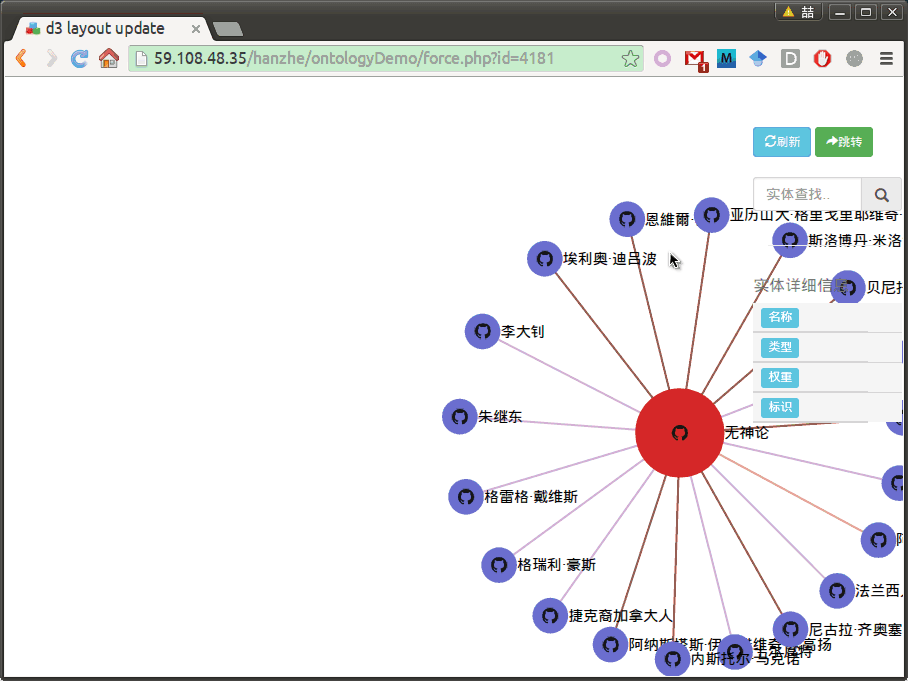 喆
d3 layout update
59.108.48.35/hanzhe/ontologyDemo/force.php?id=4181
1
M
D
刷新
跳转
实体查找..
恩維爾·
亚历山大·格里戈里耶维奇·
斯洛博丹·米洛
埃利奥·迪吕波
实体详细信
贝尼托
名称
李大钊
类型
权重
标识
朱继东
无神论
格雷格·戴维斯
格瑞利·豪斯
法兰西
捷克裔加拿大人
尼古拉·齐奥塞
阿纳斯塔斯·伊
高扬
内斯托尔·马克诺